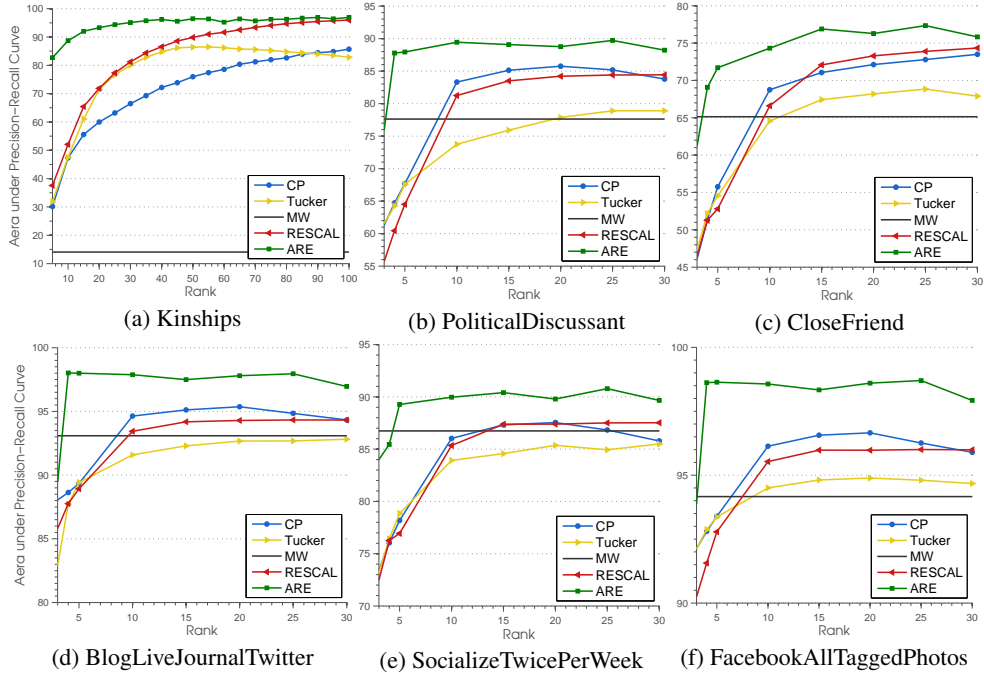 Aera under Precision−Recall Curve
100
90
80
70
60
50
40
30
20
10
10 20 30 40 50 60 70 80 90 100
Rank
CP
Tucker
MW
RESCAL
ARE
(a) Kinships
95
90
85
80
75
70
65
60
55
5 10 15 20 25 30
Rank
CP
Tucker
MW
RESCAL
ARE
(b) PoliticalDiscussant
80
75
70
65
60
55
50
45
5 10 15 20 25 30
Rank
CP
Tucker
MW
RESCAL
ARE
(c) CloseFriend
Aera under Precision−Recall Curve
100
95
90
85
80
5 10 15 20 25 30
Rank
CP
Tucker
MW
RESCAL
ARE
(d) BlogLiveJournalTwitter
95
90
85
80
75
70
5 10 15 20 25 30
Rank
CP
Tucker
MW
RESCAL
ARE
(e) SocializeTwicePerWeek
100
95
90
5 10 15 20 25 30
Rank
CP
Tucker
MW
RESCAL
ARE
(f) FacebookAllTaggedPhotos